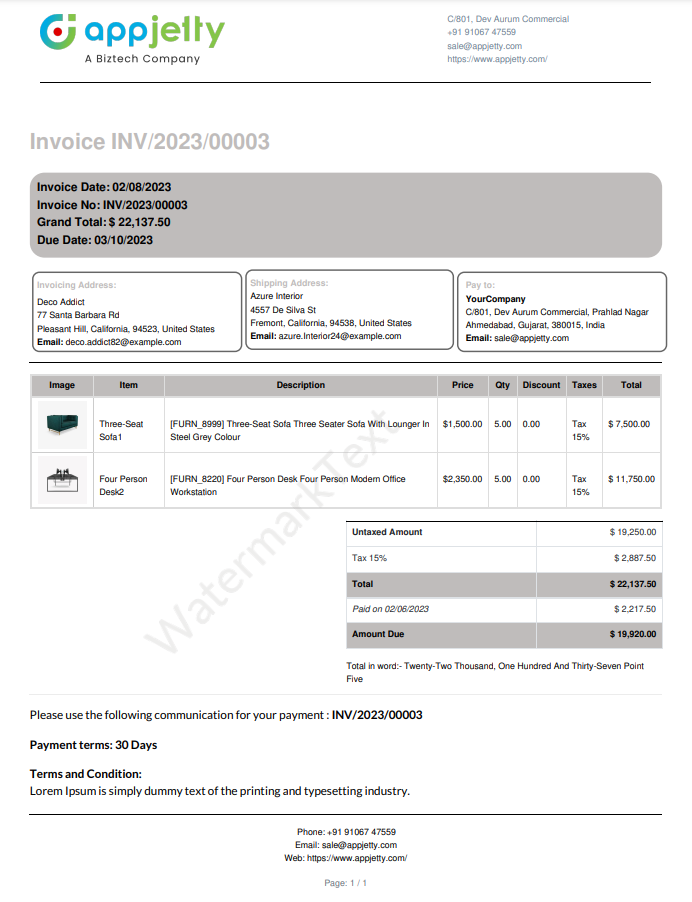 appjetty
A Biztech Company
C/801, Dev Aurum Commercial
+91 91067 47559
sale@appjetty.com
https://www.appjetty.com/
Invoice INV/2023/00003
Invoice Date: 02/08/2023
Invoice No: INV/2023/00003
Grand Total: $ 22,137.50
Due Date: 03/10/2023
Invoicing Address:
Deco Addict
77 Santa Barbara Rd
Pleasant Hill, California, 94523, United States
Email: deco.addict82@example.com
Shipping Address:
Azure Interior
4557 De Silva St
Fremont, California, 94538, United States
Email: azure.Interior24@example.com
Pay to:
YourCompany
C/801, Dev Aurum Commercial, Prahlad Nagar
Ahmedabad, Gujarat, 380015, India
Email: sale@appjetty.com
Image Item Description Price Qty Discount Taxes Total
Three-Seat [FURN_8999] Three-Seat Sofa Three Seater Sofa With Lounger In $1,500.00 5.00 0.00 Tax $ 7,500.00
Sofa1 Steel Grey Colour 15%
Four Person [FURN_8220] Four Person Desk Four Person Modern Office $2,350.00 5.00 0.00 Tax $ 11,750.00
Desk2 Workstation 15%
WatermarkText
Untaxed Amount $ 19,250.00
Tax 15% $ 2,887.50
Total $ 22,137.50
Paid on 02/06/2023 $ 2,217.50
Amount Due $ 19,920.00
Total in word:- Twenty-Two Thousand, One Hundred And Thirty-Seven Point
Five
Please use the following communication for your payment : INV/2023/00003
Payment terms: 30 Days
Terms and Condition:
Lorem Ipsum is simply dummy text of the printing and typesetting industry.
Phone: +91 91067 47559
Email: sale@appjetty.com
Web: https://www.appjetty.com/
Page: 1 / 1